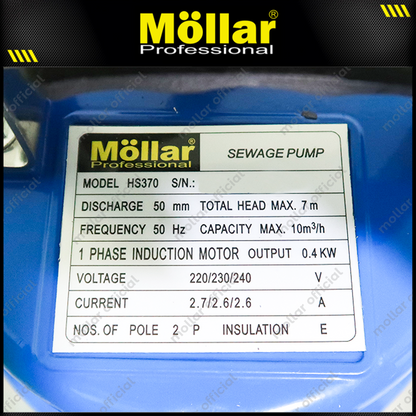 Möllar
Professional
Möllar
Professional
SEWAGE PUMP
MODEL HS370 S/N.:
DISCHARGE 50 mm TOTAL HEAD MAX. 7 m
FREQUENCY 50 Hz CAPACITY MAX. 10m³/h
1 PHASE INDUCTION MOTOR OUTPUT 0.4 KW
VOLTAGE 220/230/240 V
CURRENT 2.7/2.6/2.6 A
NOS. OF POLE 2 P INSULATION E
mollar official